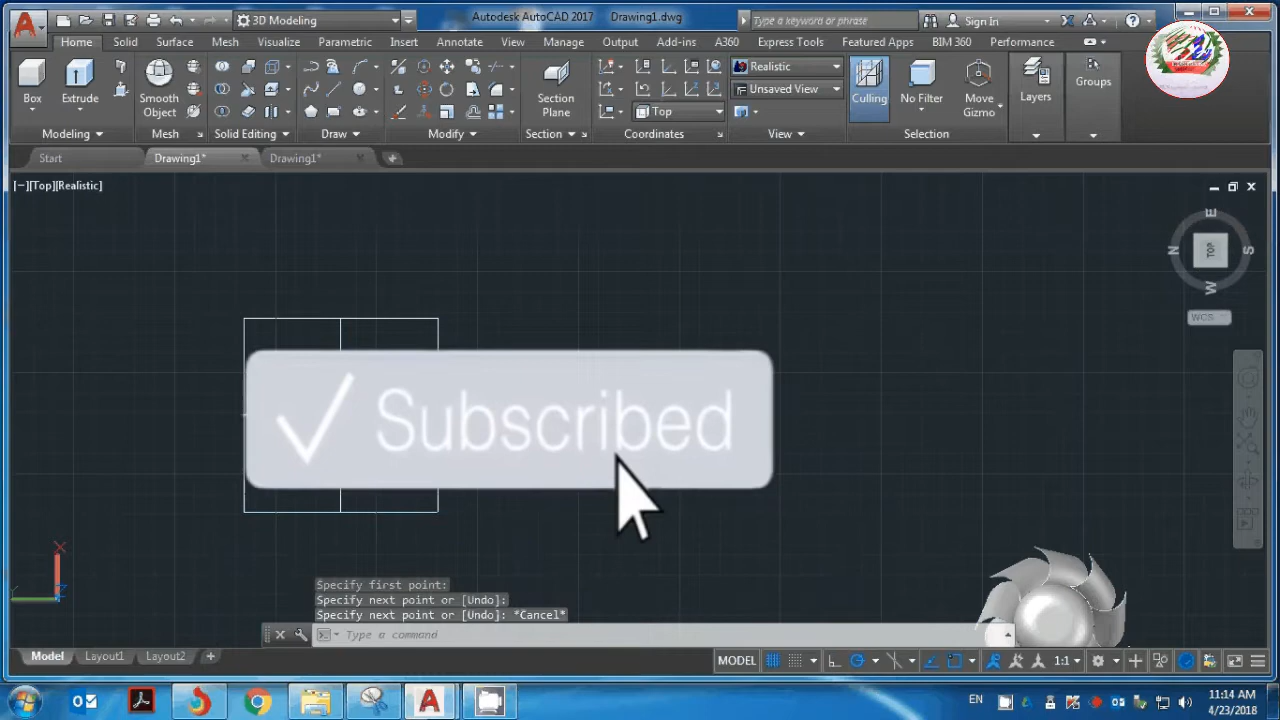 3D Modeling
Autodesk AutoCAD 2017 Drawing1.dwg
Type a keyword or phrase
Sign In
Home Solid Surface Mesh Visualize Parametric Insert Annotate View Manage Output Add-ins A360 Express Tools Featured Apps BIM 360 Performance
Box
Extrude
Smooth
Object
Section
Plane
Realistic
Unsaved View
Top
Culling
No Filter
Move
Gizmo
Layers
Groups
Modeling Mesh Solid Editing Draw Modify Section Coordinates View Selection
Start Drawing1* Drawing1*
[−][Top][Realistic]
E
N
TOP
S
W
WCS
Subscribed
X
Y
Z
Specify first point:
Specify next point or [Undo]:
Specify next point or [Undo]: *Cancel*
Type a command
Model Layout1 Layout2
MODEL
1:1
EN
11:14 AM
4/23/2018